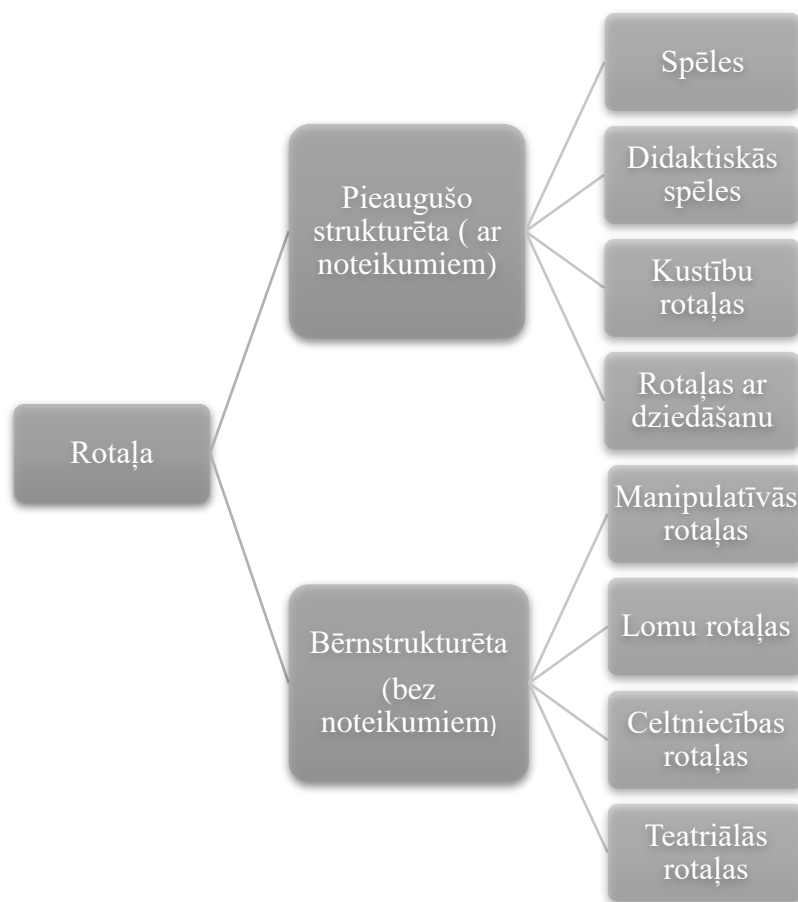 Rotaļa
Pieaugušo
strukturēta ( ar
noteikumiem)
Spēles
Didaktiskās
spēles
Kustību
rotaļas
Rotaļas ar
dziedāšanu
Bērnstrukturēta
(bez
noteikumiem)
Manipulatīvās
rotaļas
Lomu rotaļas
Celtniecības
rotaļas
Teatriālās
rotaļas